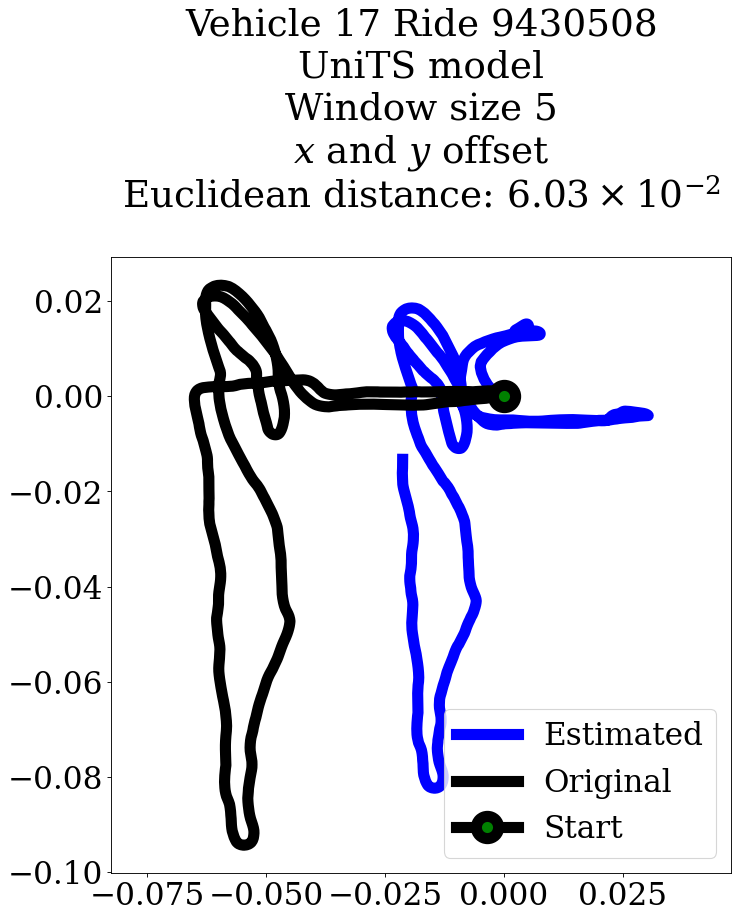 Vehicle 17 Ride 9430508
UniTS model
Window size 5
x and y offset
Euclidean distance: 6.03 × 10⁻²
0.02
0.00
−0.02
−0.04
−0.06
−0.08
−0.10
−0.075 −0.050 −0.025 0.000 0.025
Estimated
Original
Start